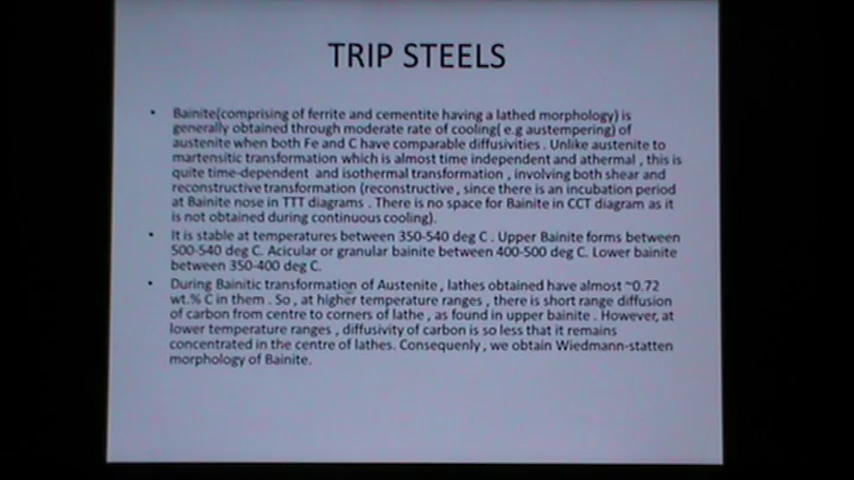 TRIP STEELS
• Bainite(comprising of ferrite and cementite having a lathed morphology) is
generally obtained through moderate rate of cooling( e.g austempering) of
austenite when both Fe and C have comparable diffusivities . Unlike austenite to
martensitic transformation which is almost time independent and athermal , this is
quite time-dependent and isothermal transformation , involving both shear and
reconstructive transformation (reconstructive , since there is an incubation period
at Bainite nose in TTT diagrams . There is no space for Bainite in CCT diagram as it
is not obtained during continuous cooling).
• It is stable at temperatures between 350-540 deg C . Upper Bainite forms between
500-540 deg C. Acicular or granular bainite between 400-500 deg C. Lower bainite
between 350-400 deg C.
• During Bainitic transformation of Austenite , lathes obtained have almost ~0.72
wt.% C in them . So , at higher temperature ranges , there is short range diffusion
of carbon from centre to corners of lathe , as found in upper bainite . However, at
lower temperature ranges , diffusivity of carbon is so less that it remains
concentrated in the centre of lathes. Consequenly , we obtain Wiedmann-statten
morphology of Bainite.